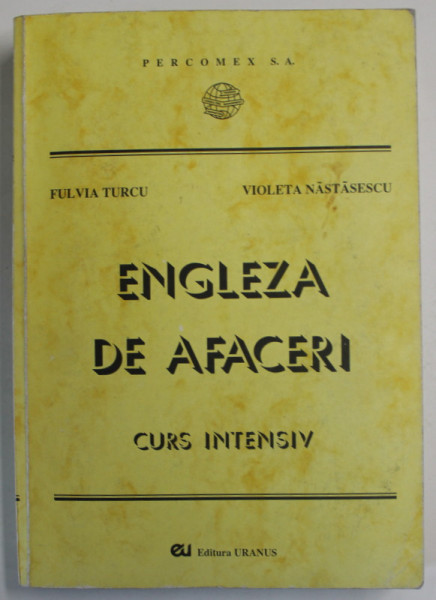 PERCOMEX S.A.
FULVIA TURCU VIOLETA NĂSTĂSESCU
ENGLEZA
DE AFACERI
CURS INTENSIV
eu Editura URANUS